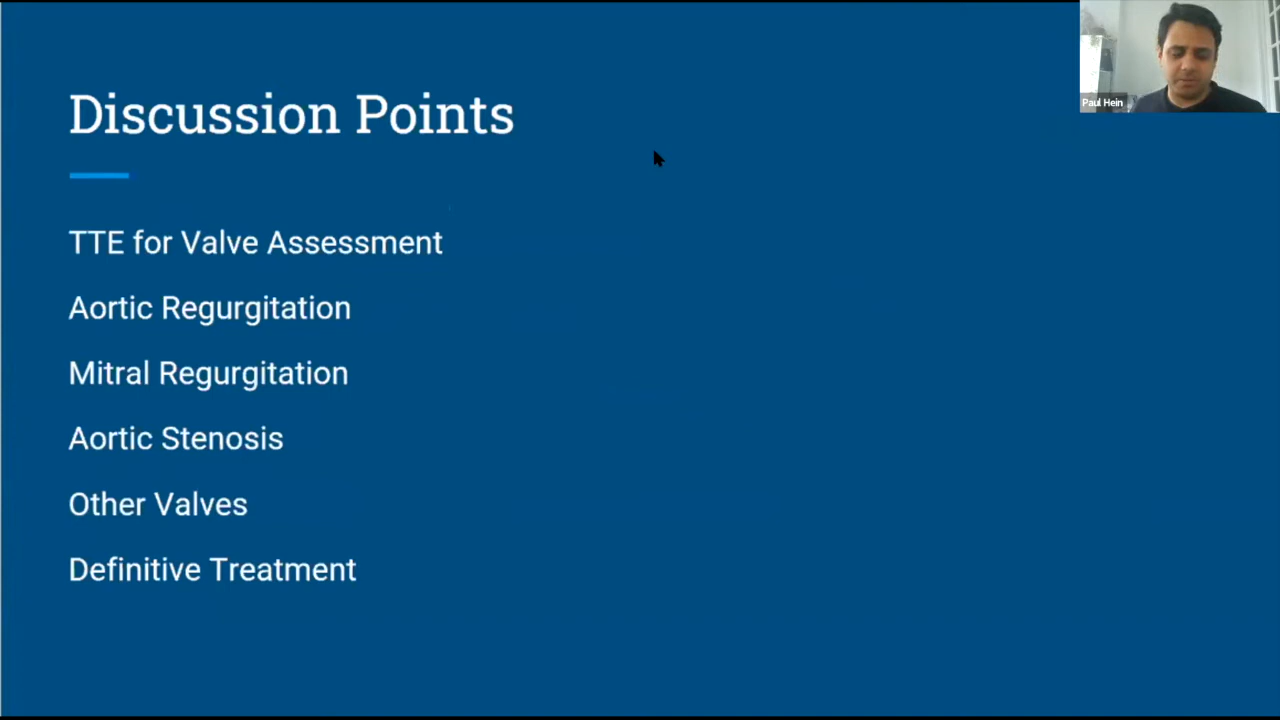 Discussion Points
TTE for Valve Assessment
Aortic Regurgitation
Mitral Regurgitation
Aortic Stenosis
Other Valves
Definitive Treatment
Paul Hein